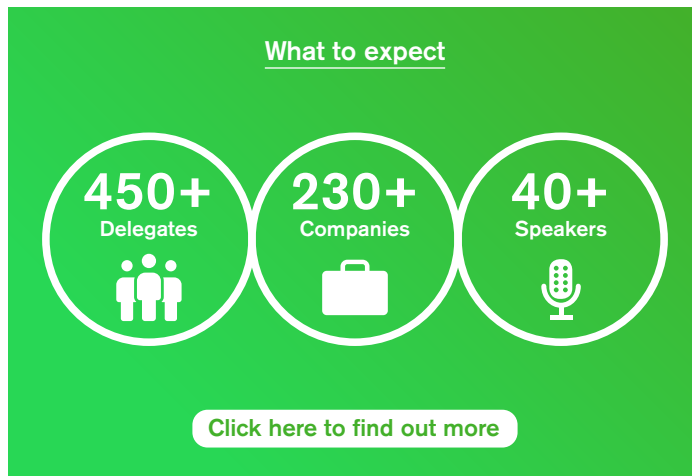 What to expect
450+
Delegates
230+
Companies
40+
Speakers
Click here to find out more